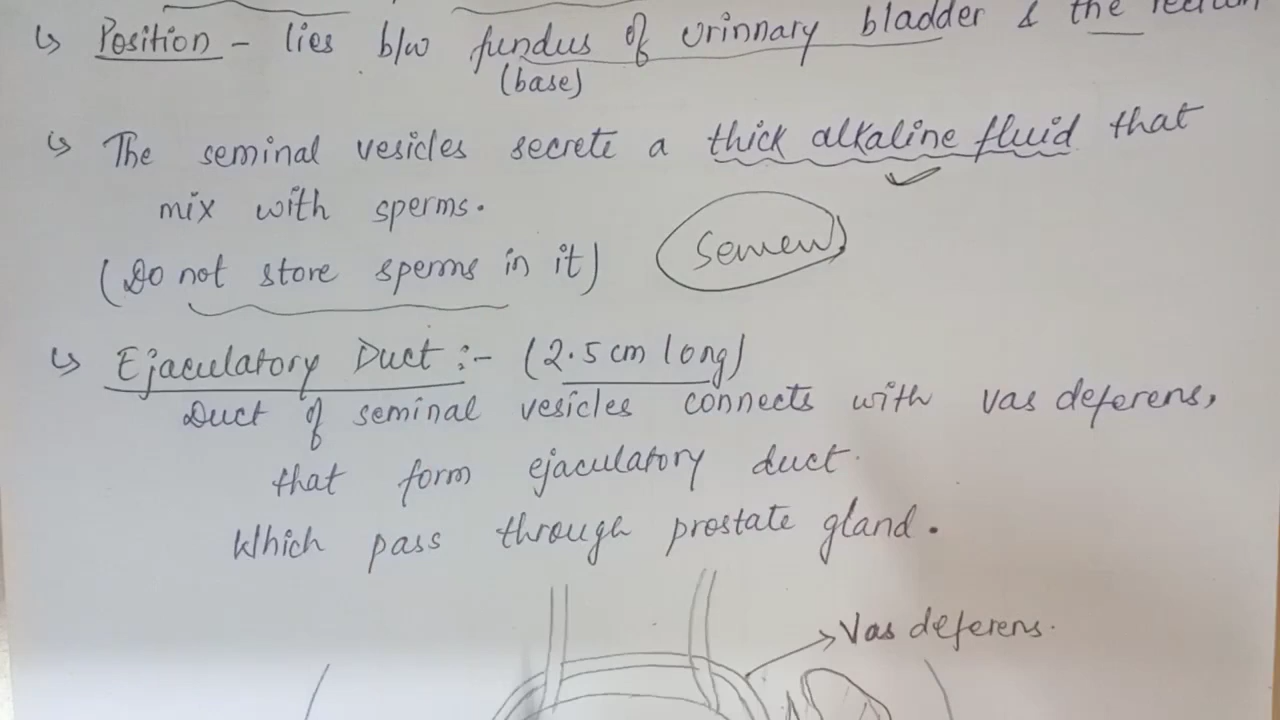 ↳ Position - lies b/w fundus of urinnary bladder & the rectum
(base)
↳ The seminal vesicles secrete a thick alkaline fluid that
mix with sperms.
(Do not store sperms in it)
Semen
↳ Ejaculatory Duct :- (2.5 cm long)
Duct of seminal vesicles connects with vas deferens,
that form ejaculatory duct.
Which pass through prostate gland.
Vas deferens.